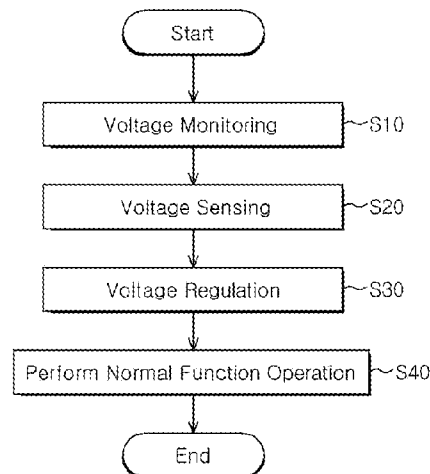 Start
Voltage Monitoring
S10
Voltage Sensing
S20
Voltage Regulation
S30
Perform Normal Function Operation
S40
End